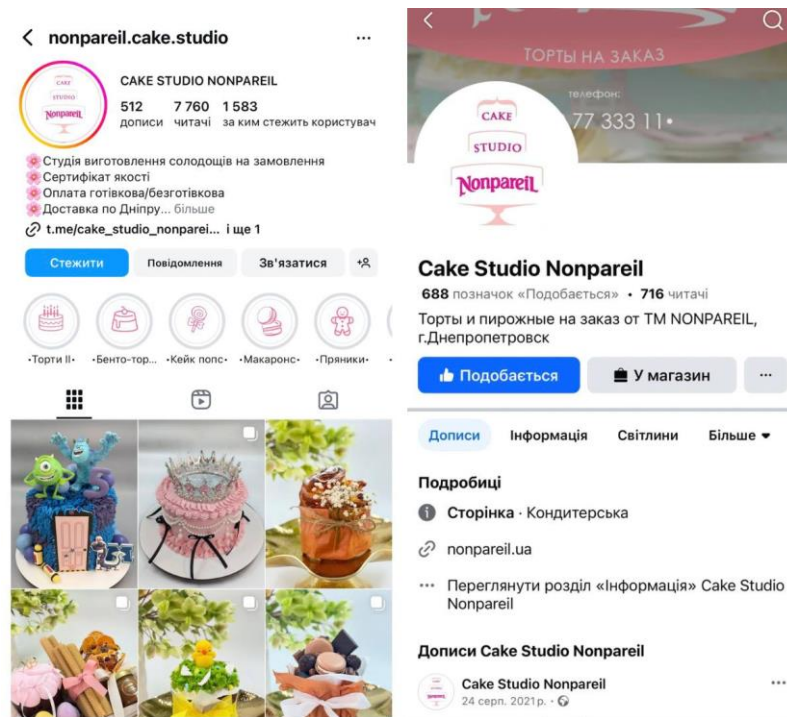 nonpareil.cake.studio
...
CAKE
STUDIO
Nonpareil
CAKE STUDIO NONPAREIL
512 7 760 1 583
дописи читачі за ким стежить користувач
Студія виготовлення солодощів на замовлення
Сертифікат якості
Оплата готівкова/безготівкова
Доставка по Дніпру... більше
t.me/cake_studio_nonparei... і ще 1
Стежити Повідомлення Зв'язатися
•Торти II• •Бенто-тор... •Кейк попс• •Макаронс• •Пряники•
5
ТОРТЫ НА ЗАКАЗ
телефон:
77 333 11•
CAKE
STUDIO
Nonpareil
Cake Studio Nonpareil
688 позначок «Подобається» • 716 читачі
Торты и пирожные на заказ от ТМ NONPAREIL,
г.Днепропетровск
Подобається У магазин ...
Дописи Інформація Світлини Більше
Подробиці
Сторінка · Кондитерська
nonpareil.ua
... Переглянути розділ «Інформація» Cake Studio
Nonpareil
Дописи Cake Studio Nonpareil
Cake Studio Nonpareil ...
24 серп. 2021 р. ·